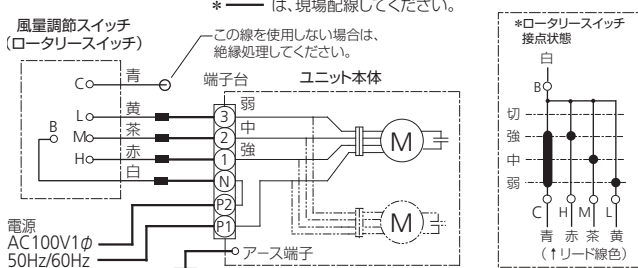 ＊━━ は、現場配線してください。
風量調節スイッチ
（ロータリースイッチ）
この線を使用しない場合は、
絶縁処理してください。
C 青
端子台
ユニット本体
L 黄 3 弱
B M 茶 2 中
H 赤 1 強
白 N
P2
P1
M
M
電源
AC100V1φ
50Hz/60Hz
アース端子
＊ロータリースイッチ
接点状態
白
B
切
強
中
弱
C H M L
青 赤 茶 黄
（↑リード線色）